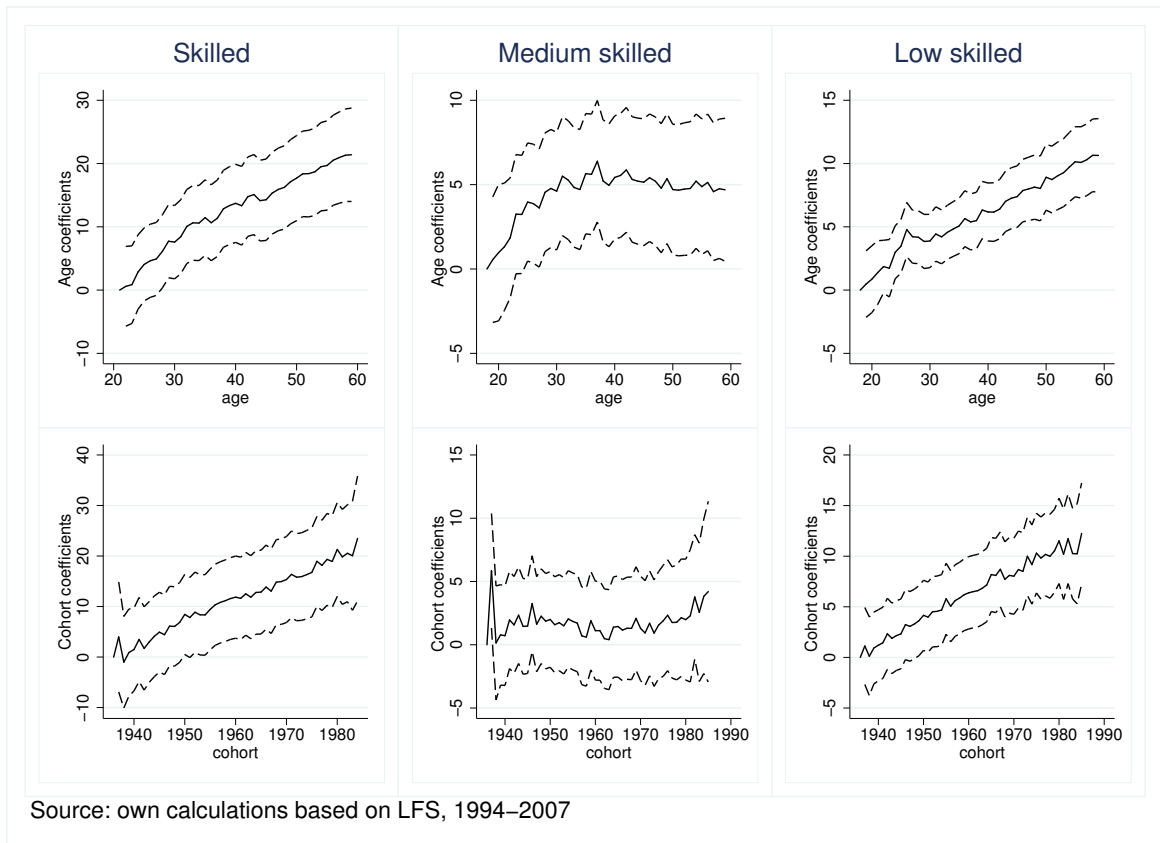 Skilled
Medium skilled
Low skilled
Age coefficients
30
20
10
0
−10
20 30 40 50 60
age
Age coefficients
10
5
0
−5
20 30 40 50 60
age
Age coefficients
15
10
5
0
−5
20 30 40 50 60
age
Cohort coefficients
40
30
20
10
0
−10
1940 1950 1960 1970 1980
cohort
Cohort coefficients
15
10
5
0
−5
1940 1950 1960 1970 1980 1990
cohort
Cohort coefficients
20
15
10
5
0
−5
1940 1950 1960 1970 1980 1990
cohort
Source: own calculations based on LFS, 1994−2007